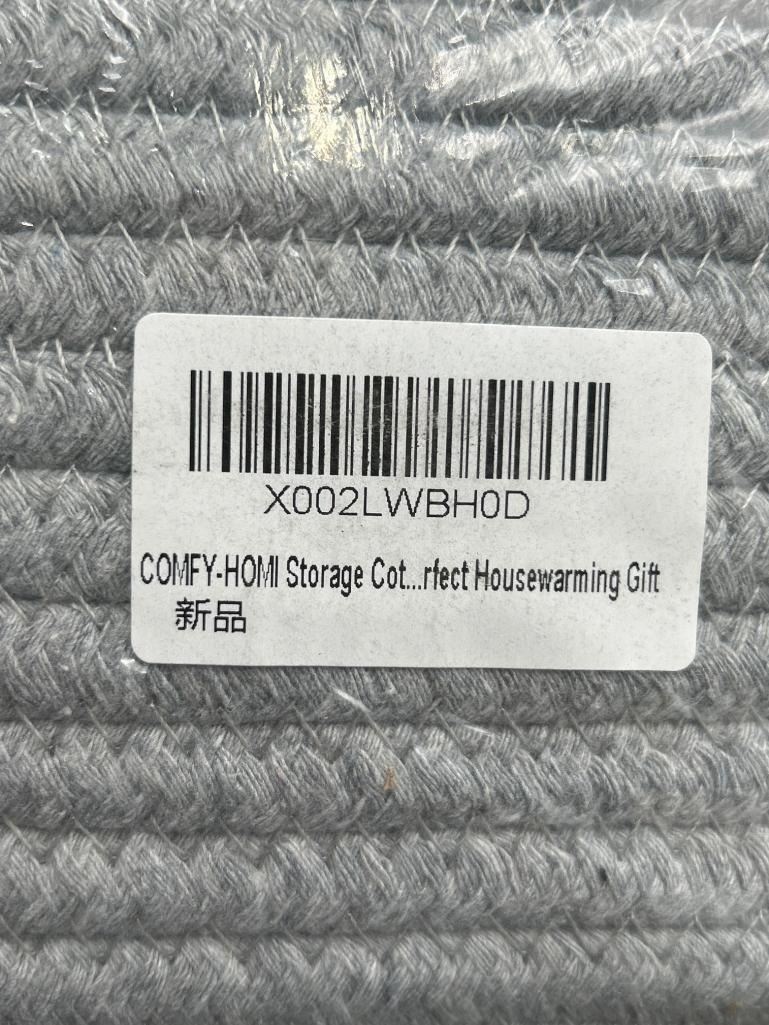 X002LWBH0D
COMFY-HOMI Storage Cot...rfect Housewarming Gift
新品